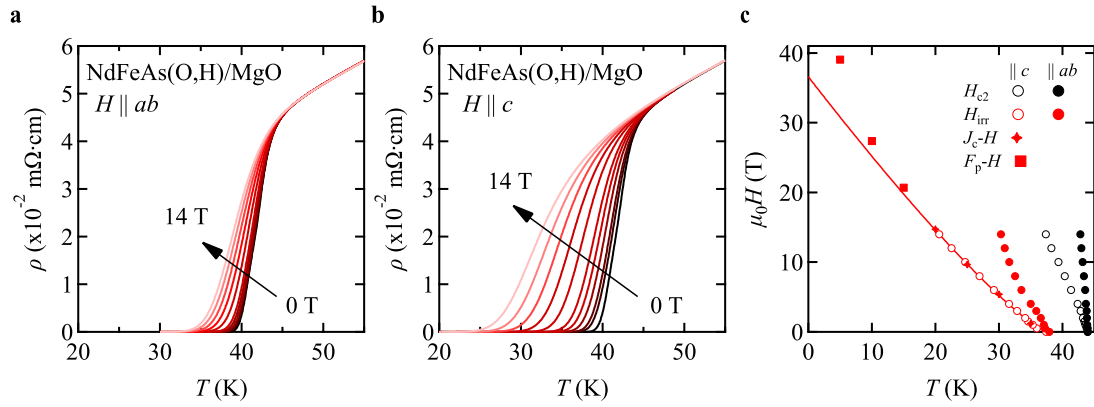 a
6
5
4
3
2
1
0
NdFeAs(O,H)/MgO
H || ab
14 T
0 T
20
30
40
50
T (K)
ρ (x10⁻² mΩ·cm)
b
6
5
4
3
2
1
0
NdFeAs(O,H)/MgO
H || c
14 T
0 T
20
30
40
50
T (K)
ρ (x10⁻² mΩ·cm)
c
40
30
20
10
0
|| c || ab
Hc2
Hirr
Jc-H
Fp-H
0
10
20
30
40
T (K)
μ0H (T)